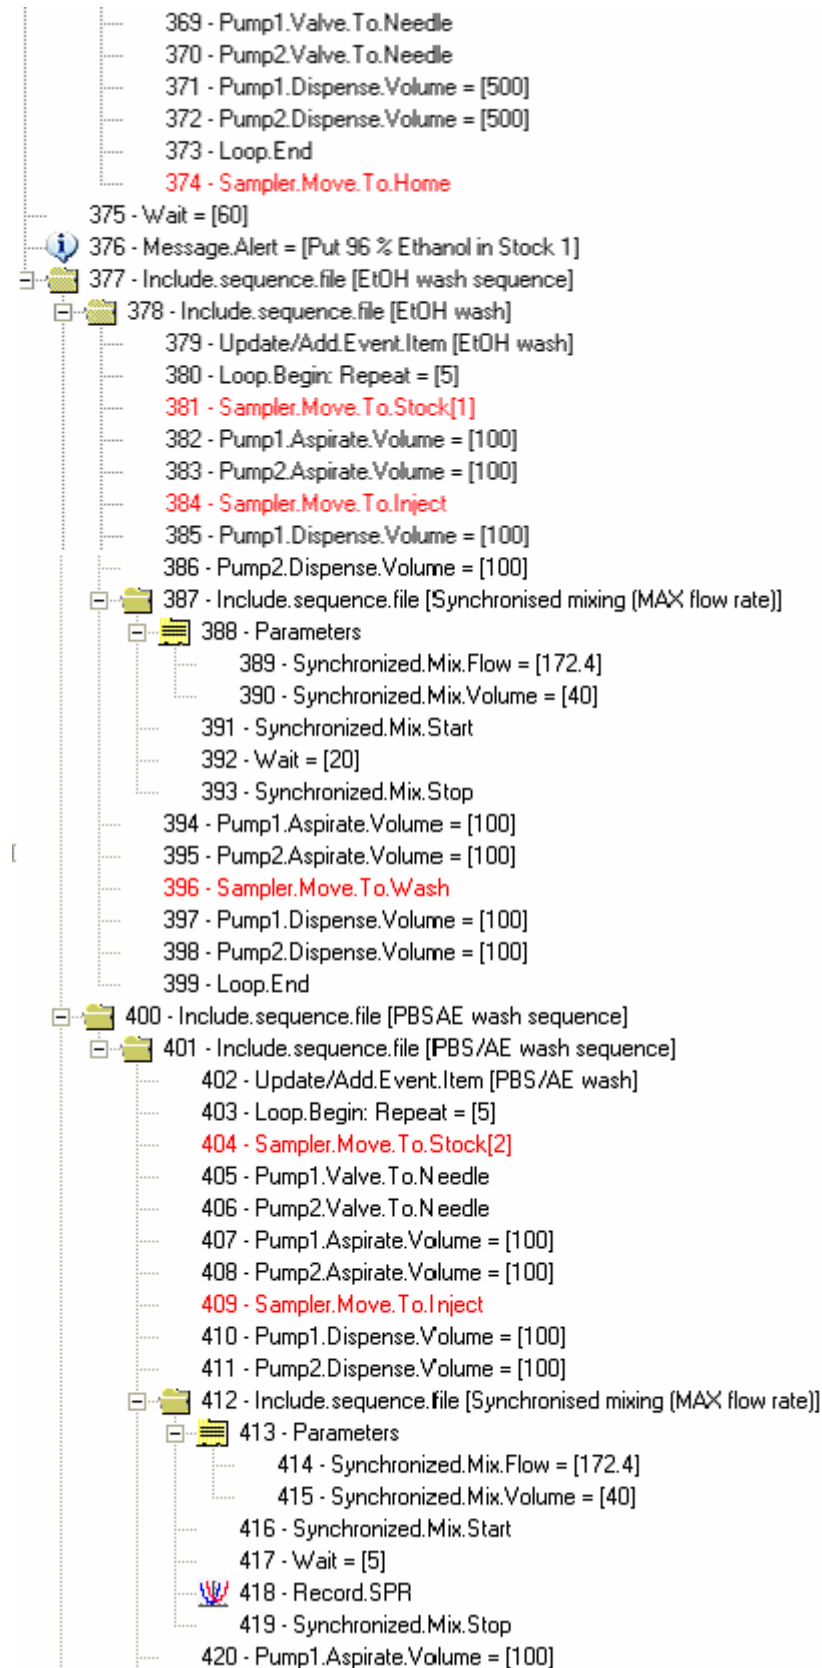 369 - Pump1.Valve.To.Needle
370 - Pump2.Valve.To.Needle
371 - Pump1.Dispense.Volume = [500]
372 - Pump2.Dispense.Volume = [500]
373 - Loop.End
374 - Sampler.Move.To.Home
375 - Wait = [60]
376 - Message.Alert = [Put 96 % Ethanol in Stock 1]
377 - Include.sequence.file [EtOH wash sequence]
378 - Include.sequence.file [EtOH wash]
379 - Update/Add.Event.Item [EtOH wash]
380 - Loop.Begin: Repeat = [5]
381 - Sampler.Move.To.Stock[1]
382 - Pump1.Aspirate.Volume = [100]
383 - Pump2.Aspirate.Volume = [100]
384 - Sampler.Move.To.Inject
385 - Pump1.Dispense.Volume = [100]
386 - Pump2.Dispense.Volume = [100]
387 - Include.sequence.file [Synchronised mixing (MAX flow rate)]
388 - Parameters
389 - Synchronized.Mix.Flow = [172.4]
390 - Synchronized.Mix.Volume = [40]
391 - Synchronized.Mix.Start
392 - Wait = [20]
393 - Synchronized.Mix.Stop
394 - Pump1.Aspirate.Volume = [100]
[
395 - Pump2.Aspirate.Volume = [100]
396 - Sampler.Move.To.Wash
397 - Pump1.Dispense.Volume = [100]
398 - Pump2.Dispense.Volume = [100]
399 - Loop.End
400 - Include.sequence.file [PBSAE wash sequence]
401 - Include.sequence.file [PBS/AE wash sequence]
402 - Update/Add.Event.Item [PBS/AE wash]
403 - Loop.Begin: Repeat = [5]
404 - Sampler.Move.To.Stock[2]
405 - Pump1.Valve.To.Needle
406 - Pump2.Valve.To.Needle
407 - Pump1.Aspirate.Volume = [100]
408 - Pump2.Aspirate.Volume = [100]
409 - Sampler.Move.To.Inject
410 - Pump1.Dispense.Volume = [100]
411 - Pump2.Dispense.Volume = [100]
412 - Include.sequence.file [Synchronised mixing (MAX flow rate)]
413 - Parameters
414 - Synchronized.Mix.Flow = [172.4]
415 - Synchronized.Mix.Volume = [40]
416 - Synchronized.Mix.Start
417 - Wait = [5]
418 - Record.SPR
419 - Synchronized.Mix.Stop
420 - Pump1.Aspirate.Volume = [100]